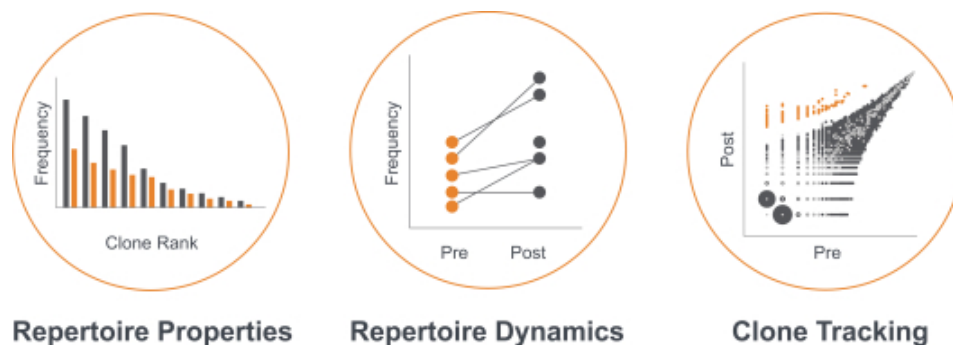 Frequency
Clone Rank
Repertoire Properties
Frequency
Pre Post
Repertoire Dynamics
Post
Pre
Clone Tracking